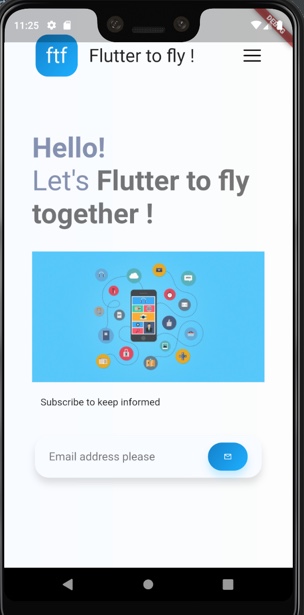 11:25
DEBUG
ftf Flutter to fly !
Hello!
Let's Flutter to fly
together !
Subscribe to keep informed
Email address please